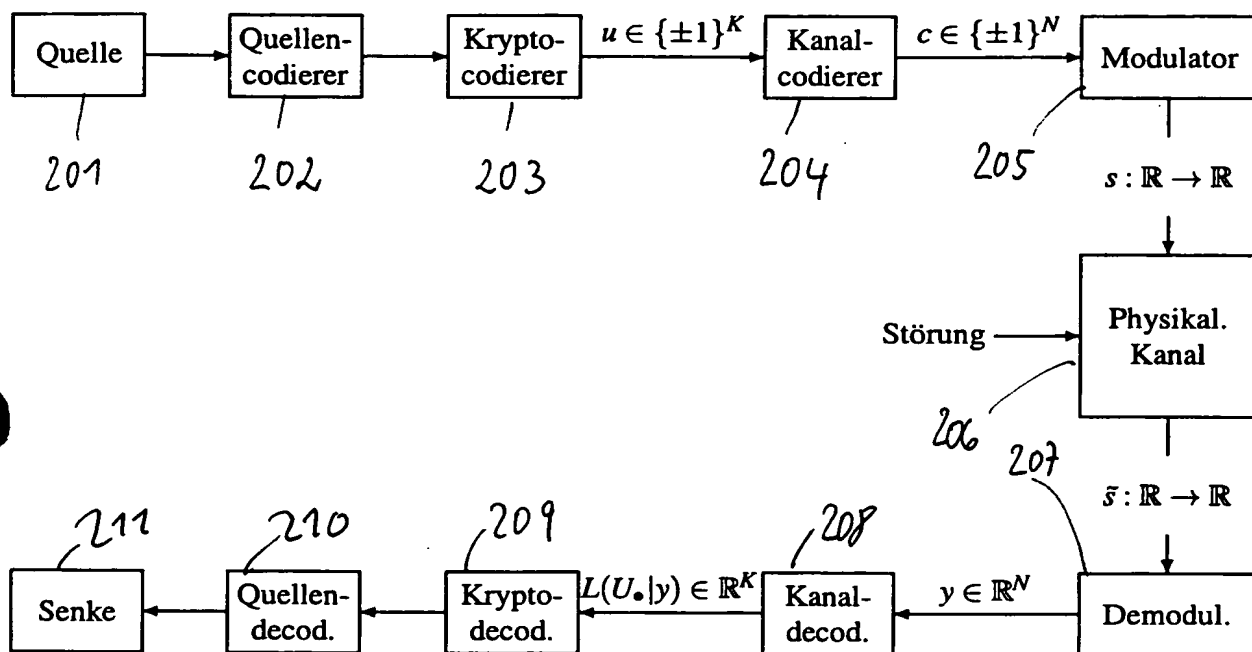 Quelle
Quellen-
codierer
Krypto-
codierer
u ∈ {±1}^K
Kanal-
codierer
c ∈ {±1}^N
Modulator
201
202
203
204
205
s : ℝ → ℝ
Störung
Physikal.
Kanal
206
207
s̃ : ℝ → ℝ
211
210
209
208
Senke
Quellen-
decod.
Krypto-
decod.
L(U•|y) ∈ ℝ^K
Kanal-
decod.
y ∈ ℝ^N
Demodul.